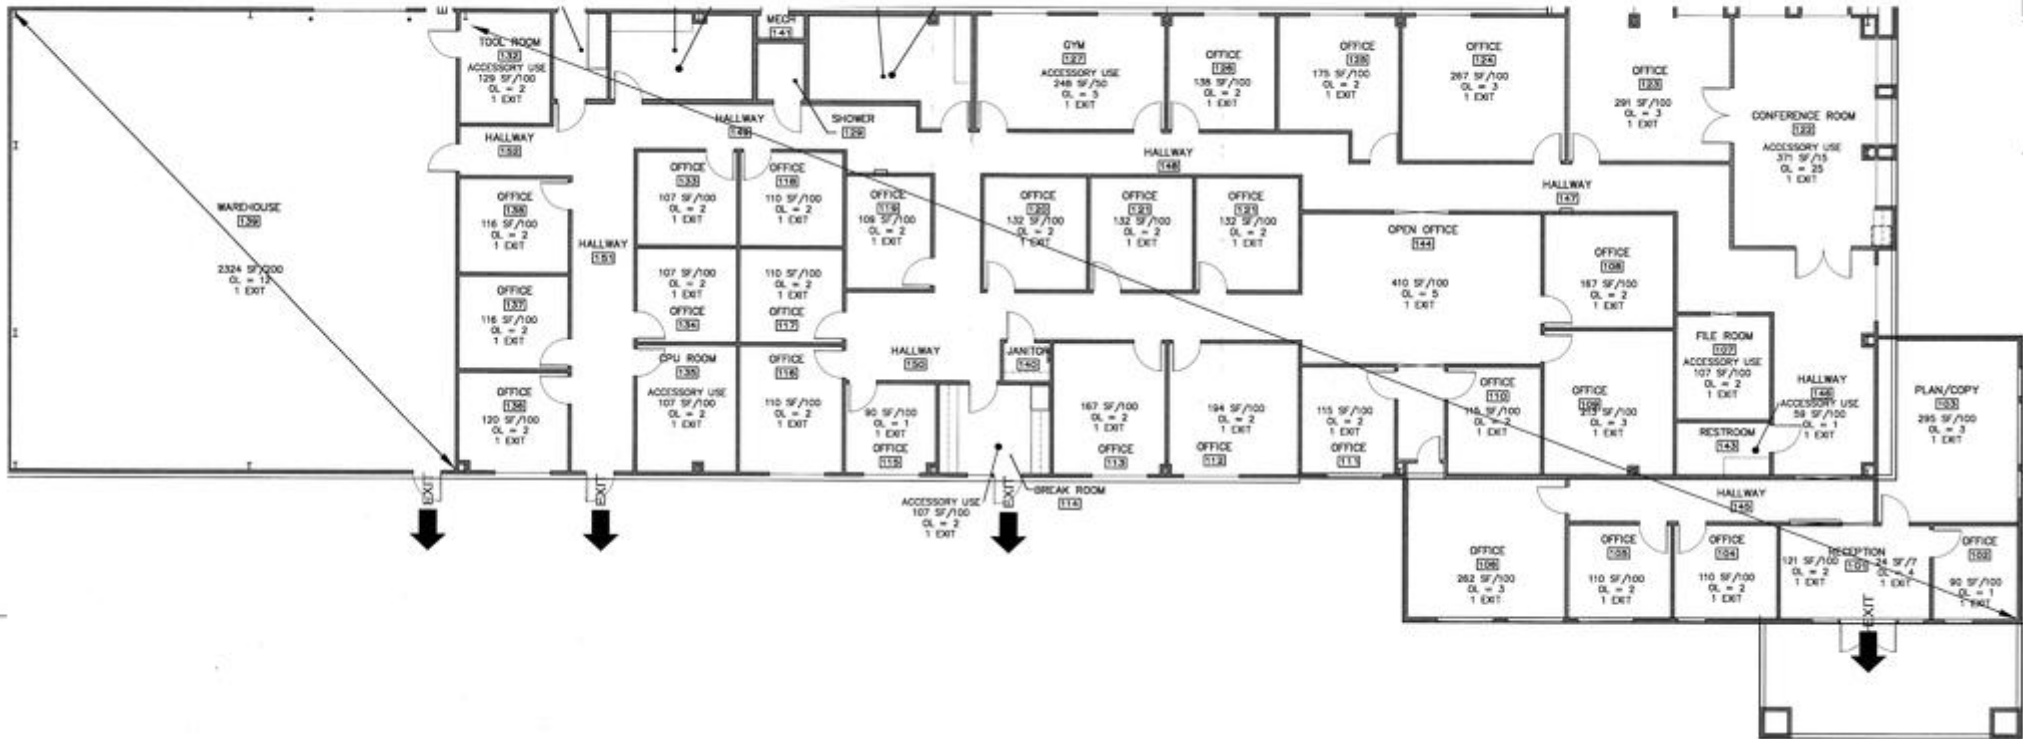 TOOL ROOM
132
ACCESSORY USE
129 SF/100
OL = 2
1 EXIT
MECH
141
GYM
127
ACCESSORY USE
248 SF/50
OL = 5
1 EXIT
OFFICE
126
138 SF/100
OL = 2
1 EXIT
OFFICE
125
175 SF/100
OL = 2
1 EXIT
OFFICE
124
267 SF/100
OL = 3
1 EXIT
OFFICE
123
291 SF/100
OL = 3
1 EXIT
CONFERENCE ROOM
122
ACCESSORY USE
371 SF/15
OL = 25
1 EXIT
HALLWAY
149
SHOWER
129
HALLWAY
152
HALLWAY
148
HALLWAY
147
WAREHOUSE
139
2324 SF/200
OL = 12
1 EXIT
OFFICE
138
116 SF/100
OL = 2
1 EXIT
HALLWAY
151
OFFICE
133
107 SF/100
OL = 2
1 EXIT
OFFICE
118
110 SF/100
OL = 2
1 EXIT
OFFICE
119
109 SF/100
OL = 2
1 EXIT
OFFICE
120
132 SF/100
OL = 2
1 EXIT
OFFICE
121
132 SF/100
OL = 2
1 EXIT
OFFICE
121
132 SF/100
OL = 2
1 EXIT
OPEN OFFICE
144
410 SF/100
OL = 5
1 EXIT
OFFICE
108
167 SF/100
OL = 2
1 EXIT
OFFICE
137
116 SF/100
OL = 2
1 EXIT
107 SF/100
OL = 2
1 EXIT
OFFICE
134
110 SF/100
OL = 2
1 EXIT
OFFICE
117
FILE ROOM
107
ACCESSORY USE
107 SF/100
OL = 2
1 EXIT
OFFICE
136
120 SF/100
OL = 2
1 EXIT
CPU ROOM
135
ACCESSORY USE
107 SF/100
OL = 2
OFFICE
116
110 SF/100
OL = 2
1 EXIT
HALLWAY
150
JANITOR
140
90 SF/100
OL = 1
1 EXIT
OFFICE
115
167 SF/100
OL = 2
1 EXIT
OFFICE
113
194 SF/100
OL = 2
1 EXIT
OFFICE
112
115 SF/100
OL = 2
1 EXIT
OFFICE
111
OFFICE
110
115 SF/100
OL = 2
1 EXIT
OFFICE
109
213 SF/100
OL = 3
1 EXIT
HALLWAY
146
ACCESSORY USE
59 SF/100
OL = 1
1 EXIT
RESTROOM
143
PLAN/COPY
103
295 SF/100
OL = 3
1 EXIT
EXIT
EXIT
EXIT
ACCESSORY USE
107 SF/100
OL = 2
1 EXIT
BREAK ROOM
114
HALLWAY
145
OFFICE
106
262 SF/100
OL = 3
1 EXIT
OFFICE
105
110 SF/100
OL = 2
1 EXIT
OFFICE
104
110 SF/100
OL = 2
1 EXIT
RECEPTION
101
121 SF/100
OL = 2
1 EXIT
24 SF/7
OL = 4
1 EXIT
OFFICE
102
90 SF/100
OL = 1
1 EXIT
EXIT